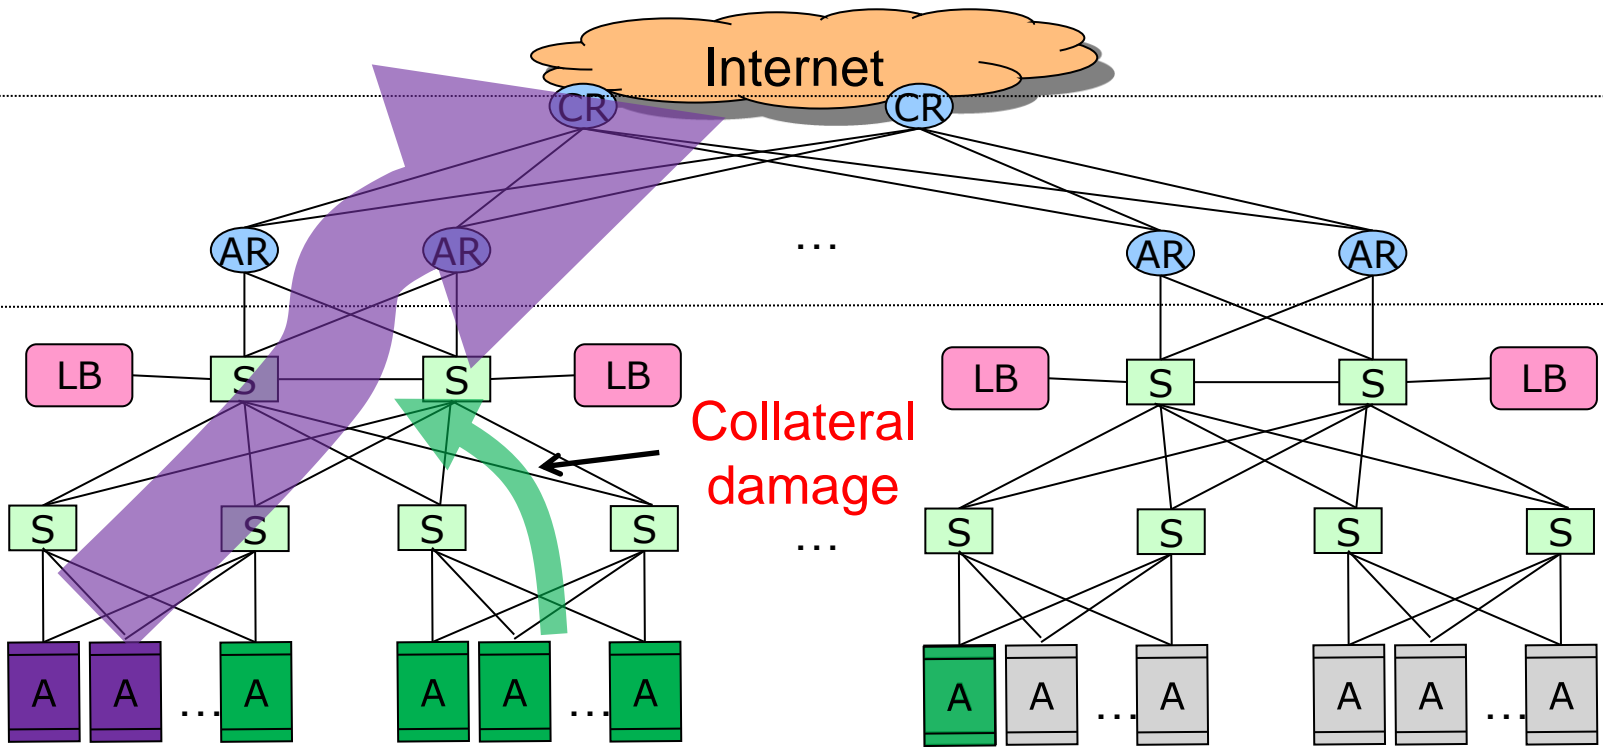 Internet
CR CR
AR AR ... AR AR
LB S S LB LB S S LB
Collateral
damage
S S S S ... S S S S
A A ... A A A ... A A A ... A A A ... A